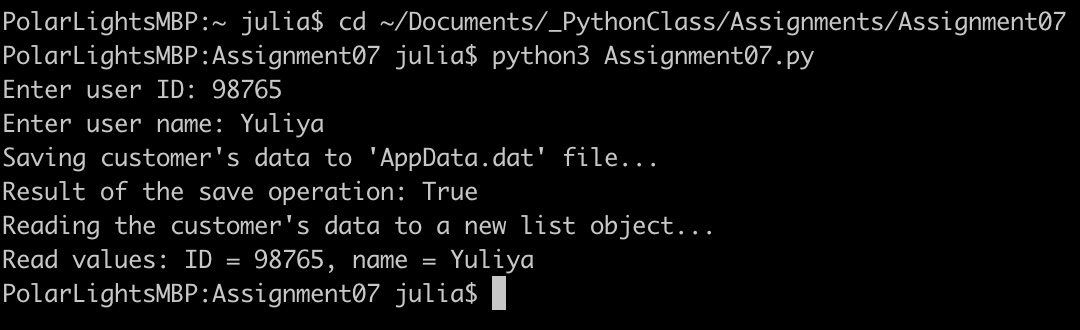 PolarLightsMBP:~ julia$ cd ~/Documents/_PythonClass/Assignments/Assignment07
PolarLightsMBP:Assignment07 julia$ python3 Assignment07.py
Enter user ID: 98765
Enter user name: Yuliya
Saving customer's data to 'AppData.dat' file...
Result of the save operation: True
Reading the customer's data to a new list object...
Read values: ID = 98765, name = Yuliya
PolarLightsMBP:Assignment07 julia$